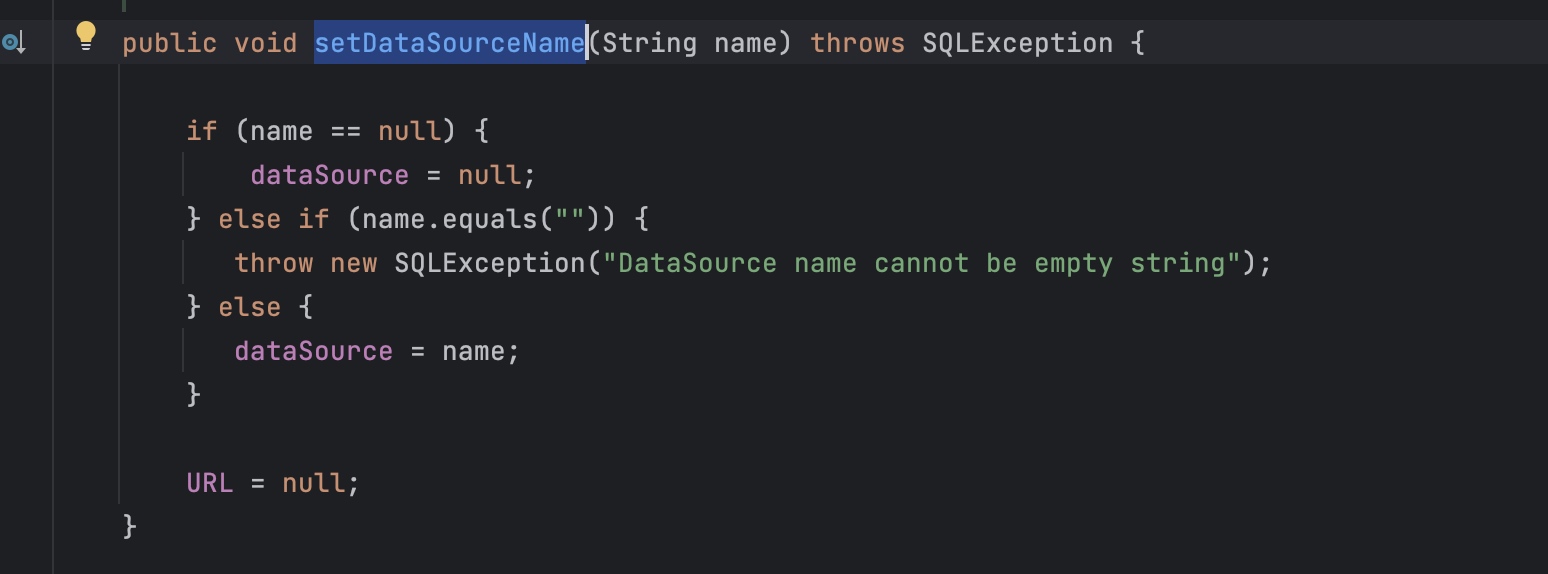 public void setDataSourceName(String name) throws SQLException {
if (name == null) {
dataSource = null;
} else if (name.equals("")) {
throw new SQLException("DataSource name cannot be empty string");
} else {
dataSource = name;
}
URL = null;
}